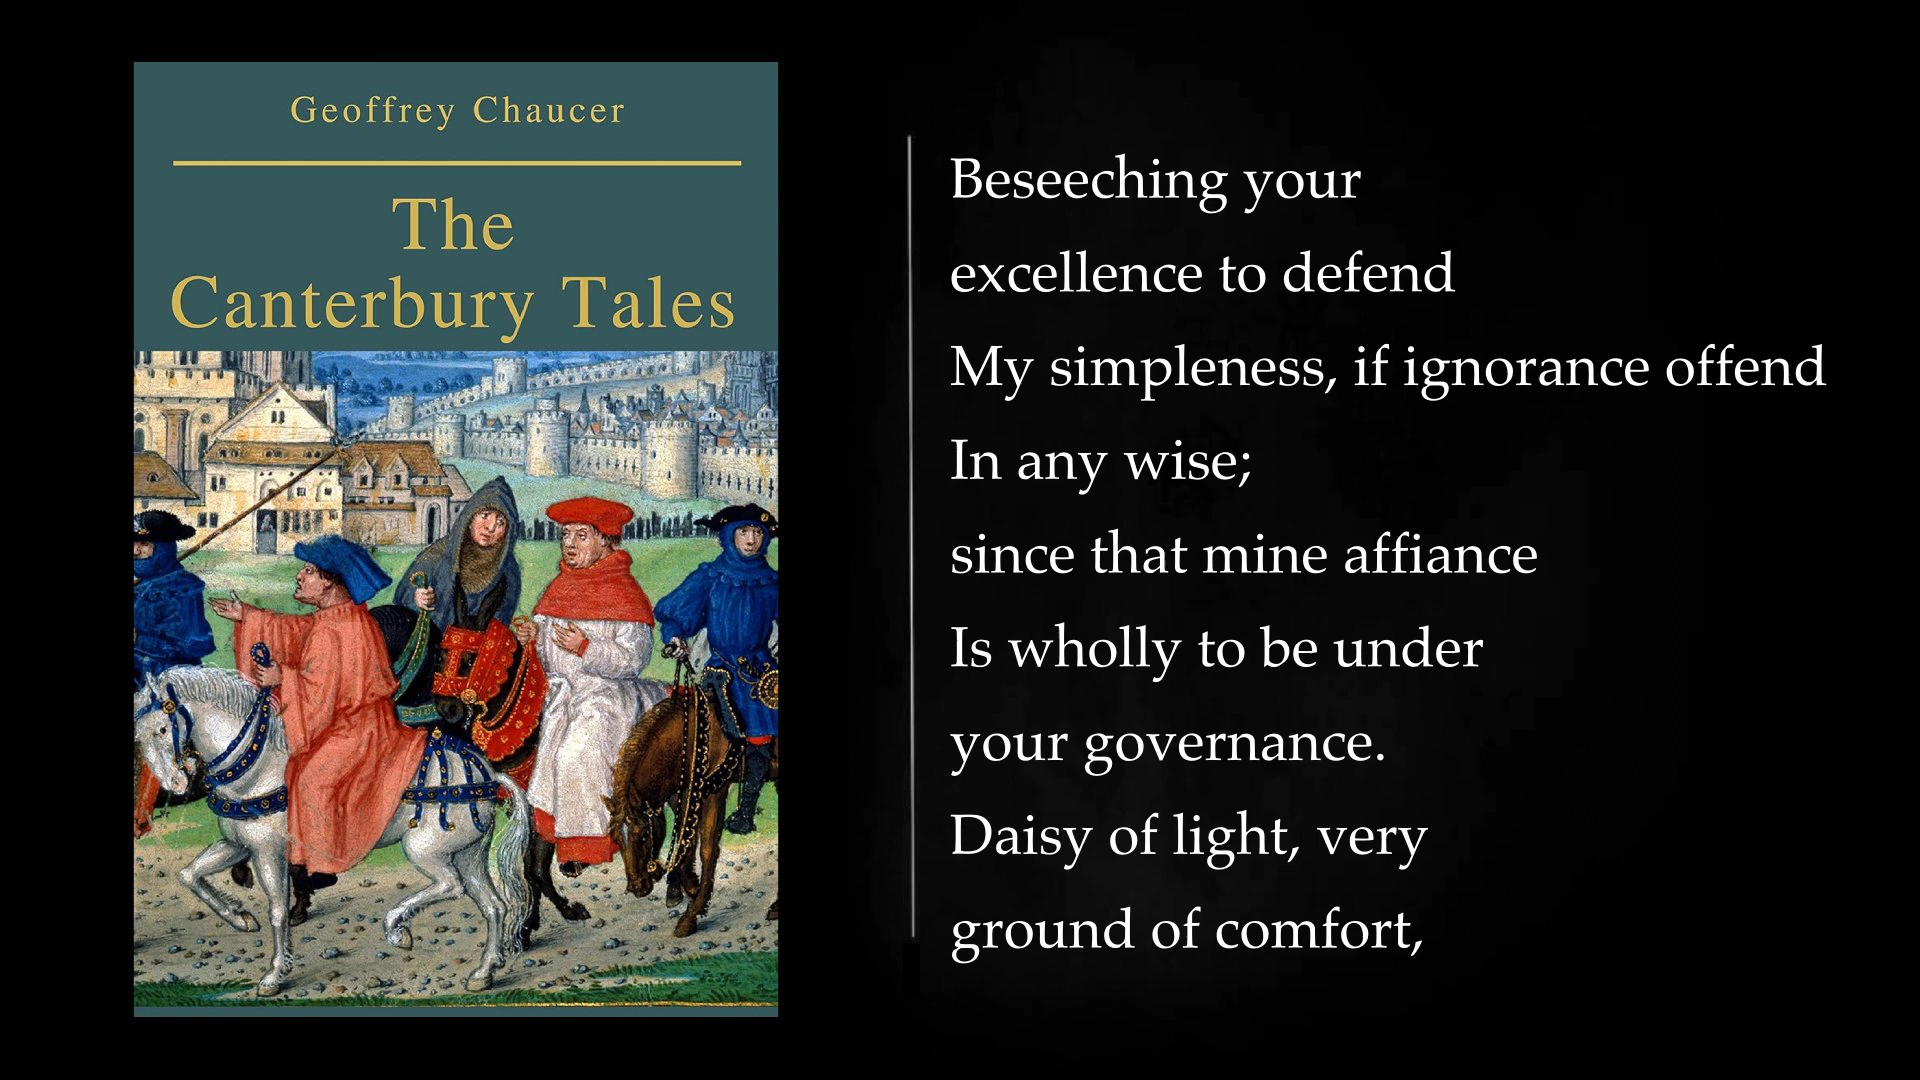 Geoffrey Chaucer
The
Canterbury Tales
Beseeching your
excellence to defend
My simpleness, if ignorance offend
In any wise;
since that mine affiance
Is wholly to be under
your governance.
Daisy of light, very
ground of comfort,